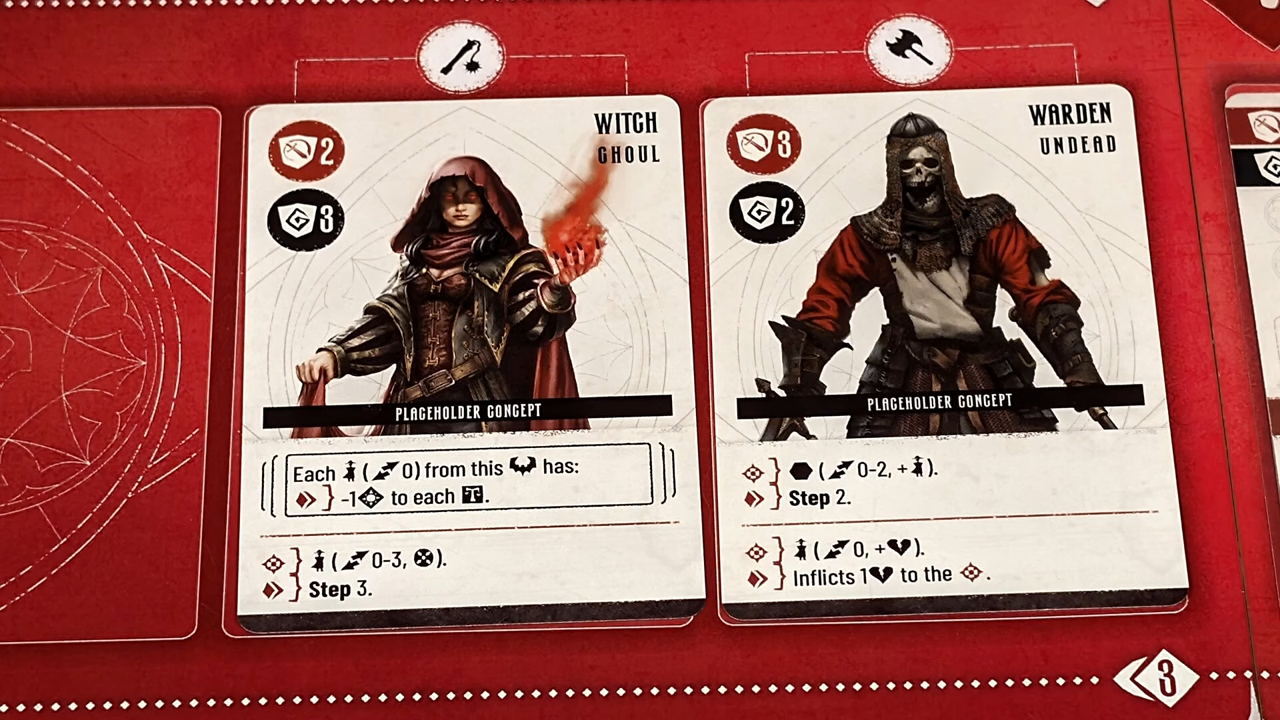 WITCH
GHOUL
2
3
PLACEHOLDER CONCEPT
Each (0) from this has:
-1 to each T.
(0-3, ).
Step 3.
WARDEN
UNDEAD
3
2
PLACEHOLDER CONCEPT
(0-2, +).
Step 2.
(0, +).
Inflicts 1 to the .
3